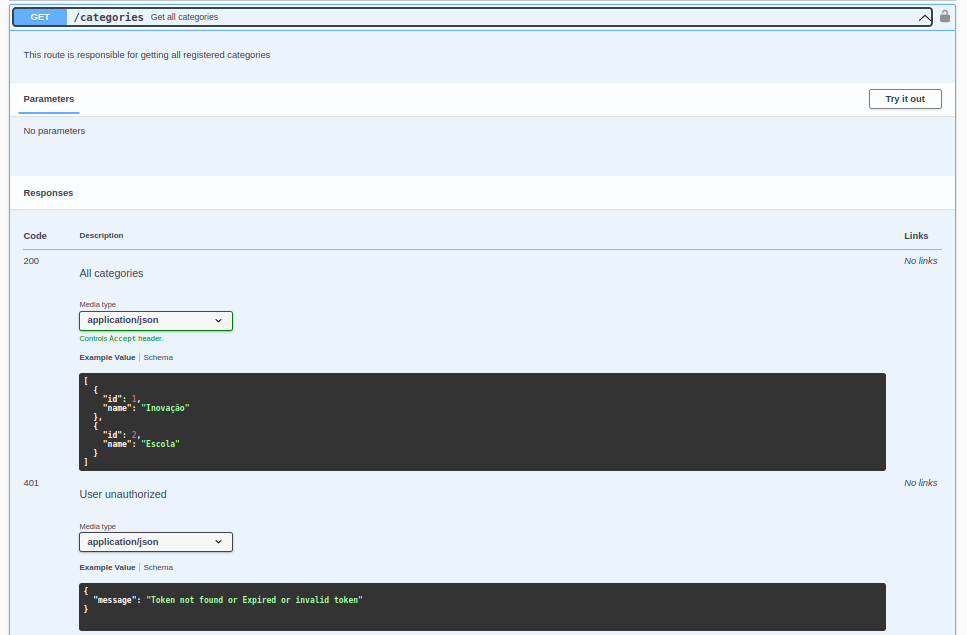 GET /categories Get all categories
This route is responsible for getting all registered categories
Parameters Try it out
No parameters
Responses
Code Description Links
200 No links
All categories
Media type
application/json
Controls Accept header.
Example Value | Schema
[
{
"id": 1,
"name": "Inovação"
},
{
"id": 2,
"name": "Escola"
}
]
401 No links
User unauthorized
Media type
application/json
Example Value | Schema
{
"message": "Token not found or Expired or invalid token"
}